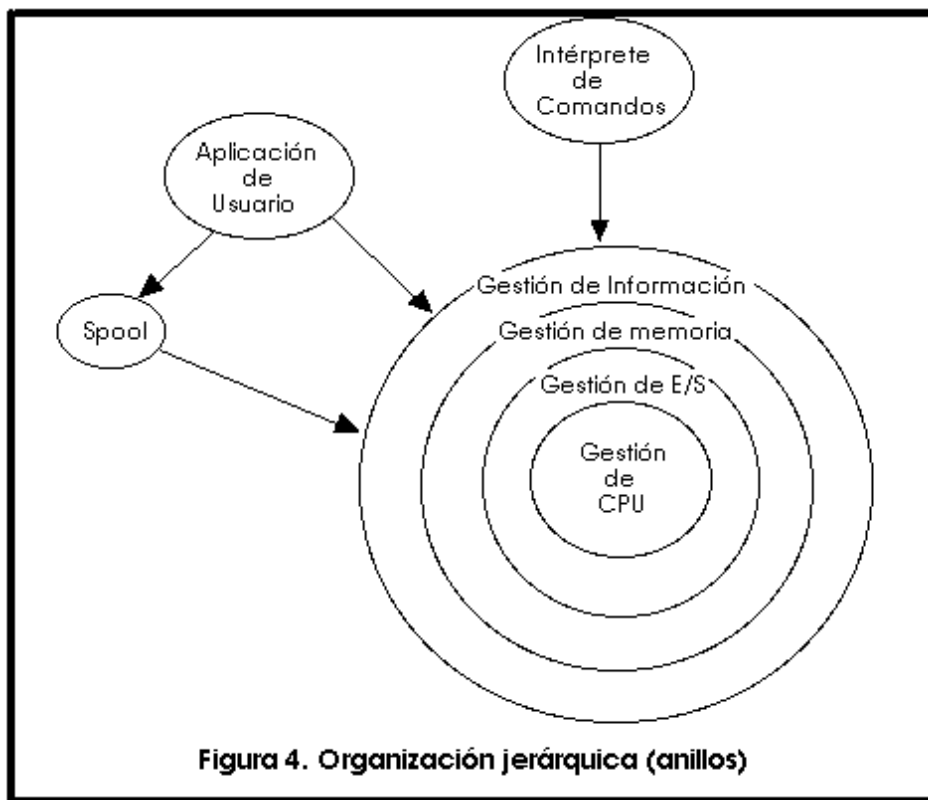 Intérprete
de
Comandos
Aplicación
de
Usuario
Spool
Gestión de Información
Gestión de memoria
Gestión de E/S
Gestión
de
CPU
Figura 4. Organización jerárquica (anillos)